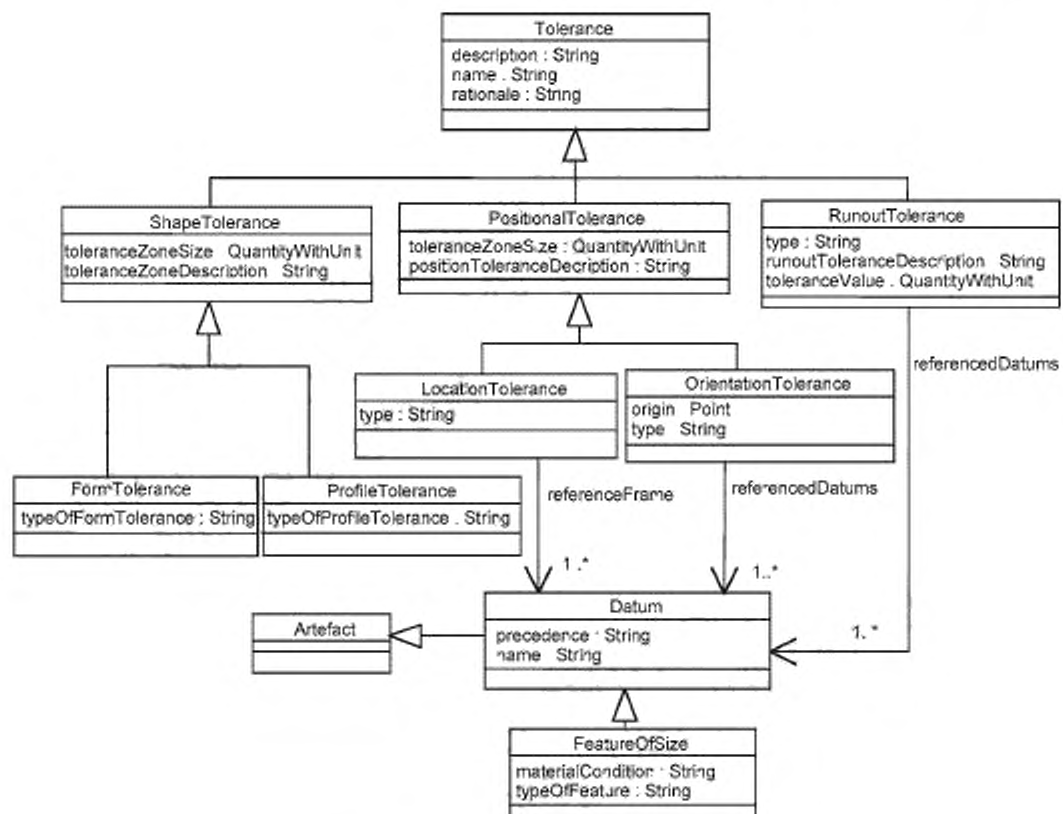 Tolerance
description : String
name . String
rationale : String
ShapeTolerance
toleranceZoneSize QuantityWithUnit
toleranceZoneDescription String
PositionalTolerance
toleranceZoneSize : QuantityWithUnit
positionToleranceDecription : String
RunoutTolerance
type : String
runoutToleranceDescription String
toleranceValue . QuantityWithUnit
referencedDatums
LocationTolerance
type : String
OrientationTolerance
origin Point
type String
FormTolerance
typeOfFormTolerance : String
ProfileTolerance
typeOfProfileTolerance . String
referenceFrame
referencedDatums
1..*
1..*
1..*
Datum
precedence : String
name String
Artefact
FeatureOfSize
materialCondition : String
typeOfFeature : String